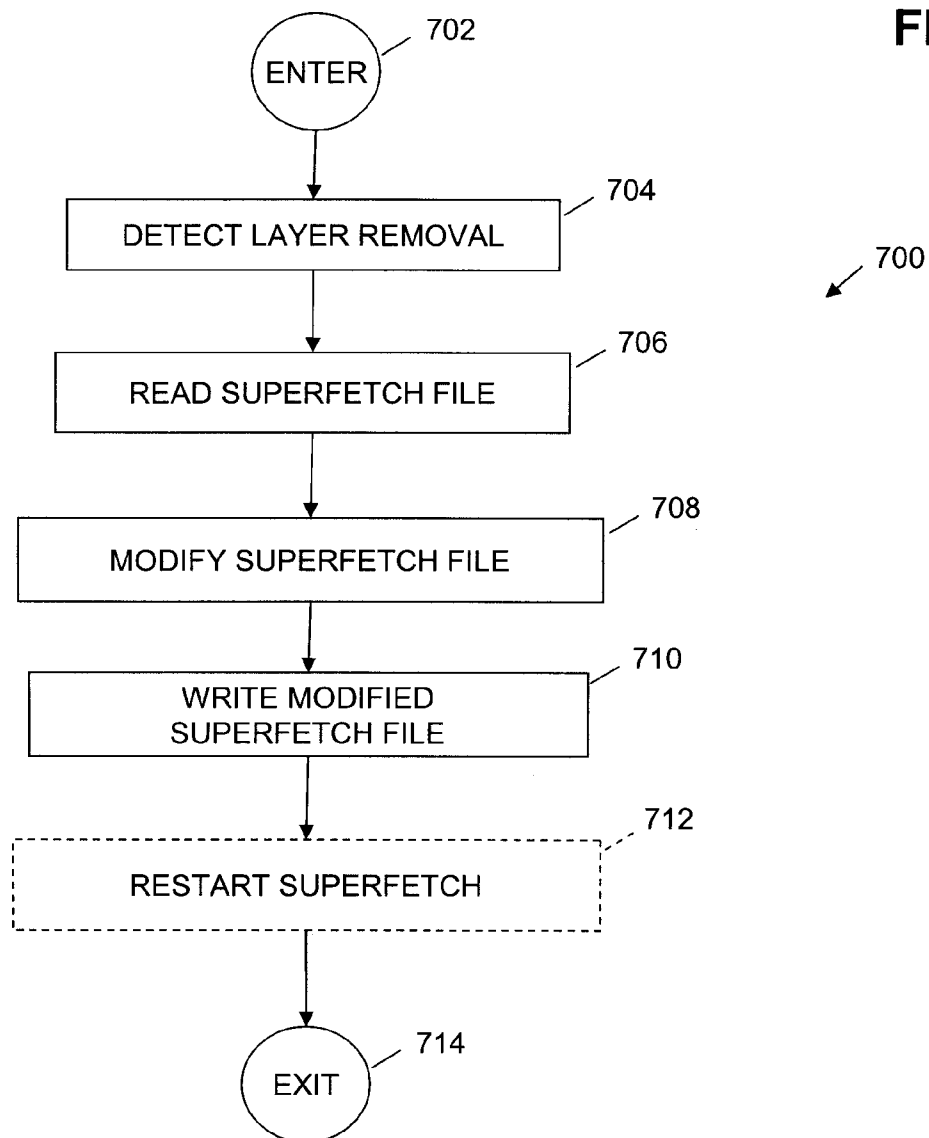 702
ENTER
704
DETECT LAYER REMOVAL
700
706
READ SUPERFETCH FILE
708
MODIFY SUPERFETCH FILE
710
WRITE MODIFIED
SUPERFETCH FILE
712
RESTART SUPERFETCH
714
EXIT